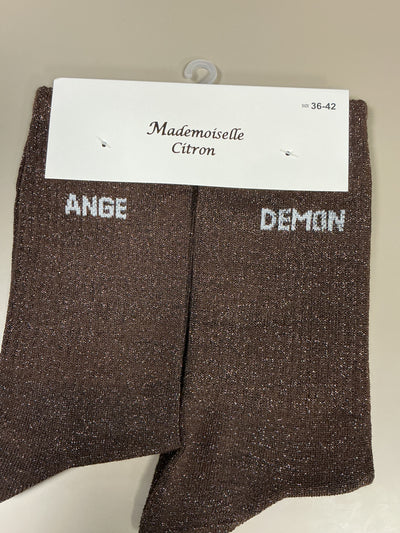 SIZE 36-42
Mademoiselle
Citron
ANGE
DEMON